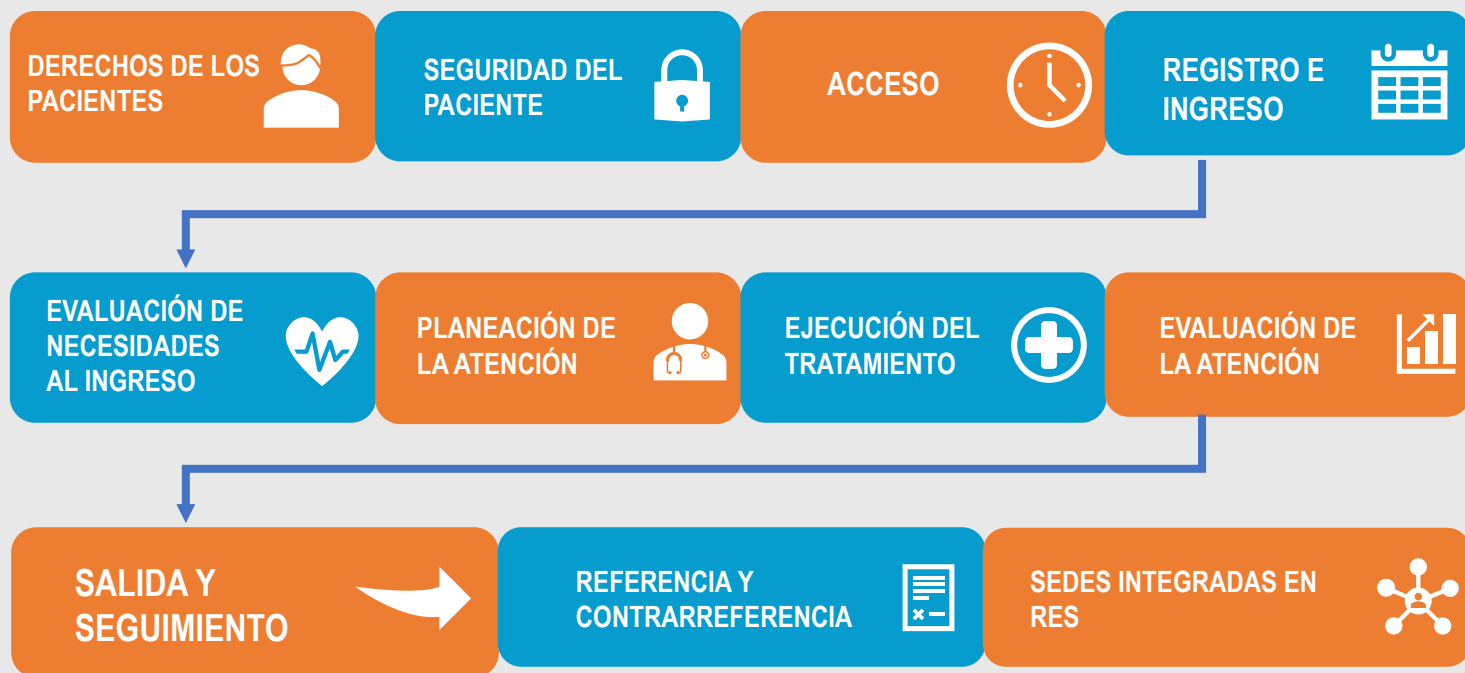 DERECHOS DE LOS
PACIENTES
SEGURIDAD DEL
PACIENTE
ACCESO
REGISTRO E
INGRESO
EVALUACIÓN DE
NECESIDADES
AL INGRESO
PLANEACIÓN DE
LA ATENCIÓN
EJECUCIÓN DEL
TRATAMIENTO
EVALUACIÓN DE
LA ATENCIÓN
SALIDA Y
SEGUIMIENTO
REFERENCIA Y
CONTRARREFERENCIA
SEDES INTEGRADAS EN
RES